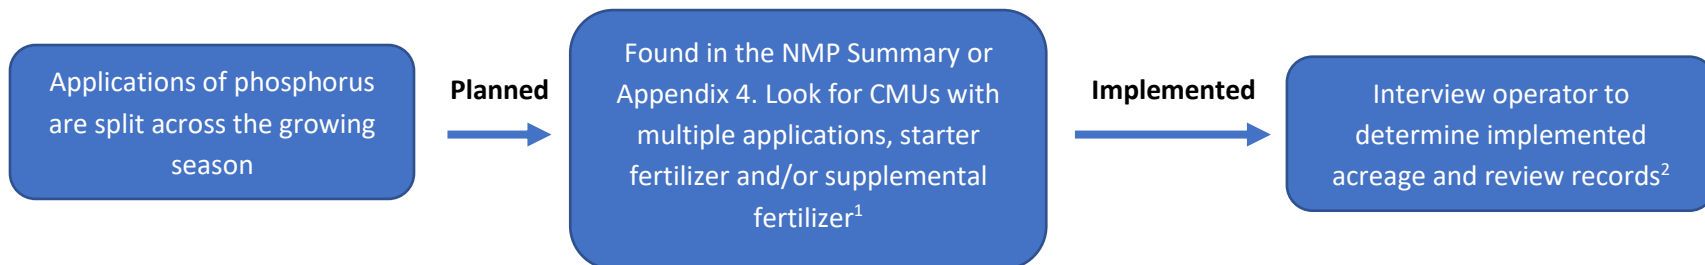 Applications of phosphorus
are split across the growing
season
Planned
Found in the NMP Summary or
Appendix 4. Look for CMUs with
multiple applications, starter
fertilizer and/or supplemental
fertilizer1
Implemented
Interview operator to
determine implemented
acreage and review records2